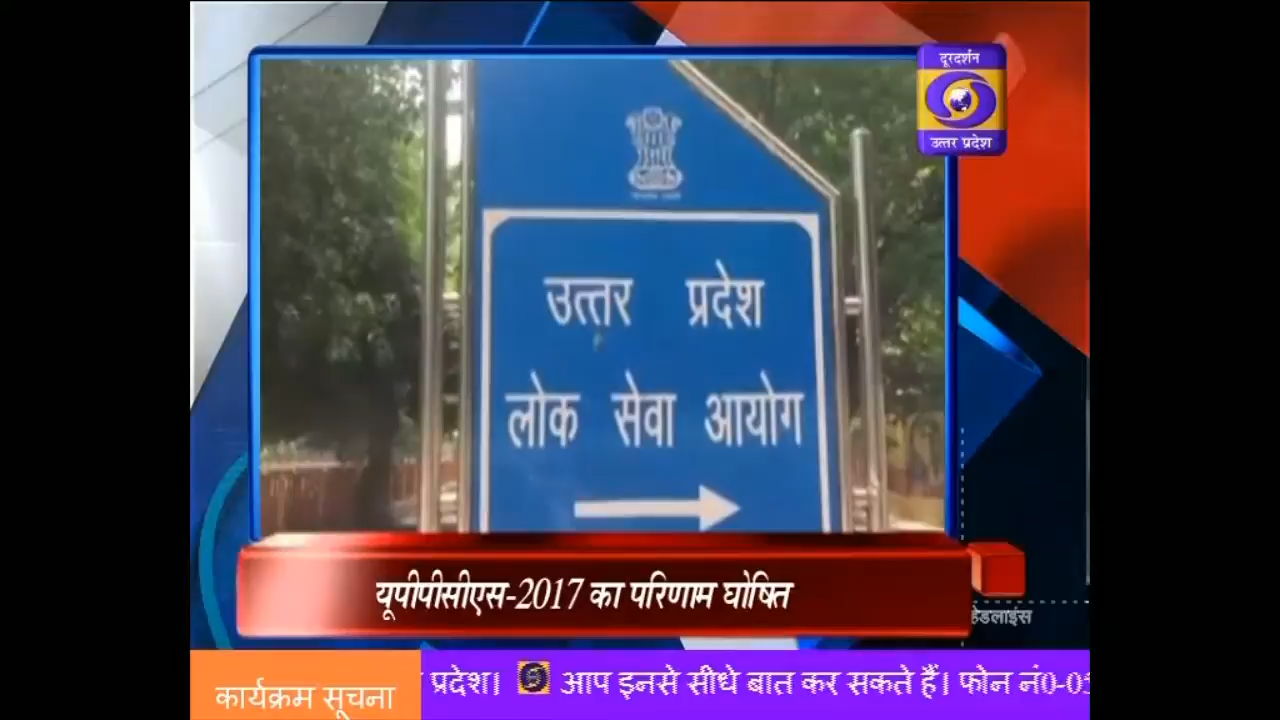 दूरदर्शन
उत्तर प्रदेश
उत्तर प्रदेश
लोक सेवा आयोग
यूपीपीसीएस-2017 का परिणाम घोषित
हेडलाइंस
कार्यक्रम सूचना
प्रदेश। आप इनसे सीधे बात कर सकते हैं। फोन नं0-05